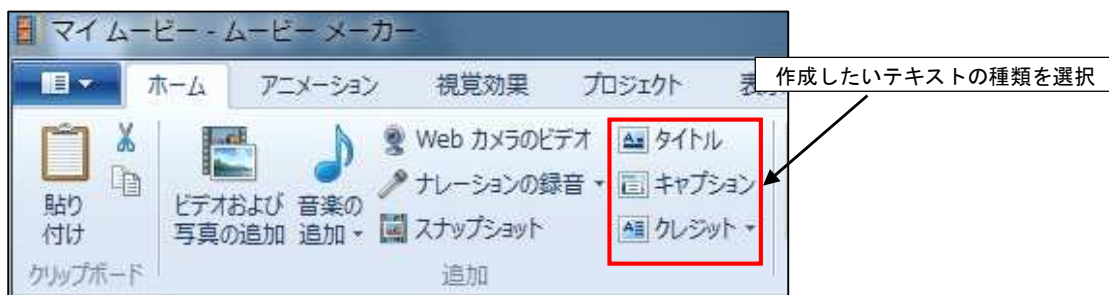 マイ ムービー - ムービー メーカー
ホーム アニメーション 視覚効果 プロジェクト
作成したいテキストの種類を選択
貼り
付け
クリップボード
ビデオおよび
写真の追加
音楽の
追加
Web カメラのビデオ
ナレーションの録音
スナップショット
タイトル
キャプション
クレジット
追加